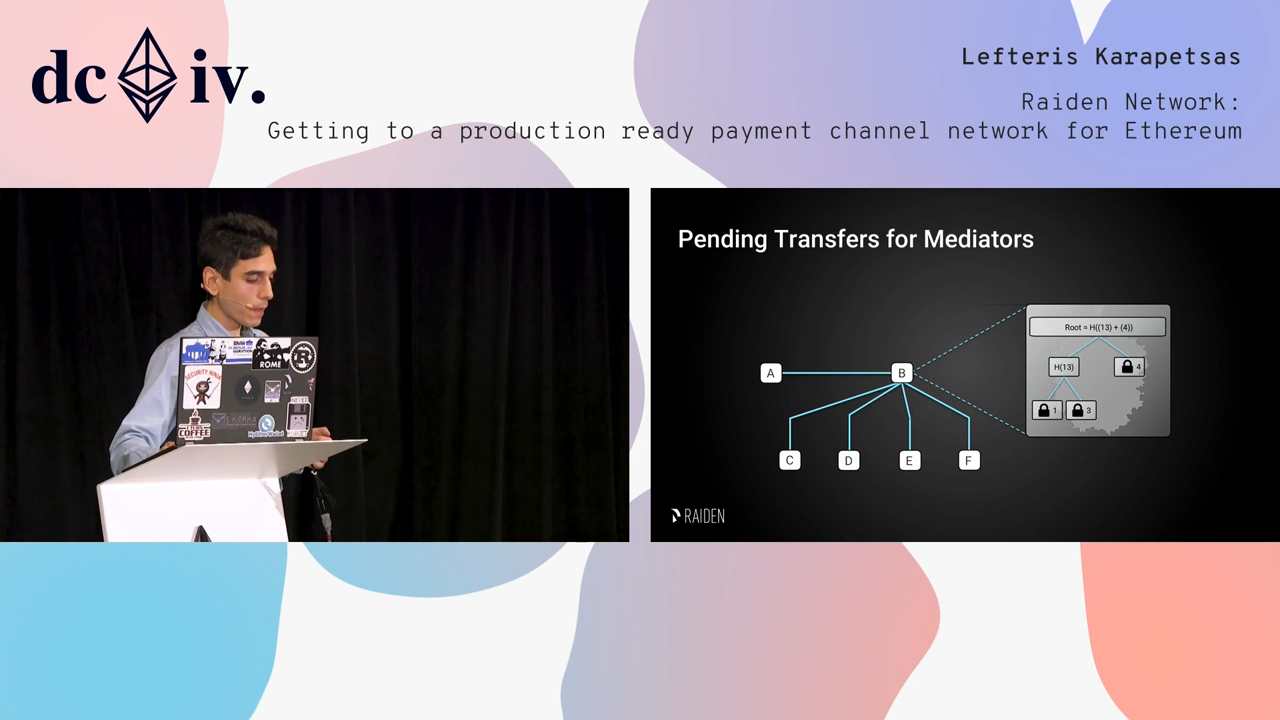 dc iv.
Lefteris Karapetsas
Raiden Network:
Getting to a production ready payment channel network for Ethereum
Pending Transfers for Mediators
Root = H((13) + (4))
H(13)
4
1
3
A
B
C
D
E
F
RAIDEN
ROME
SECURITY NINJA
COFFEE